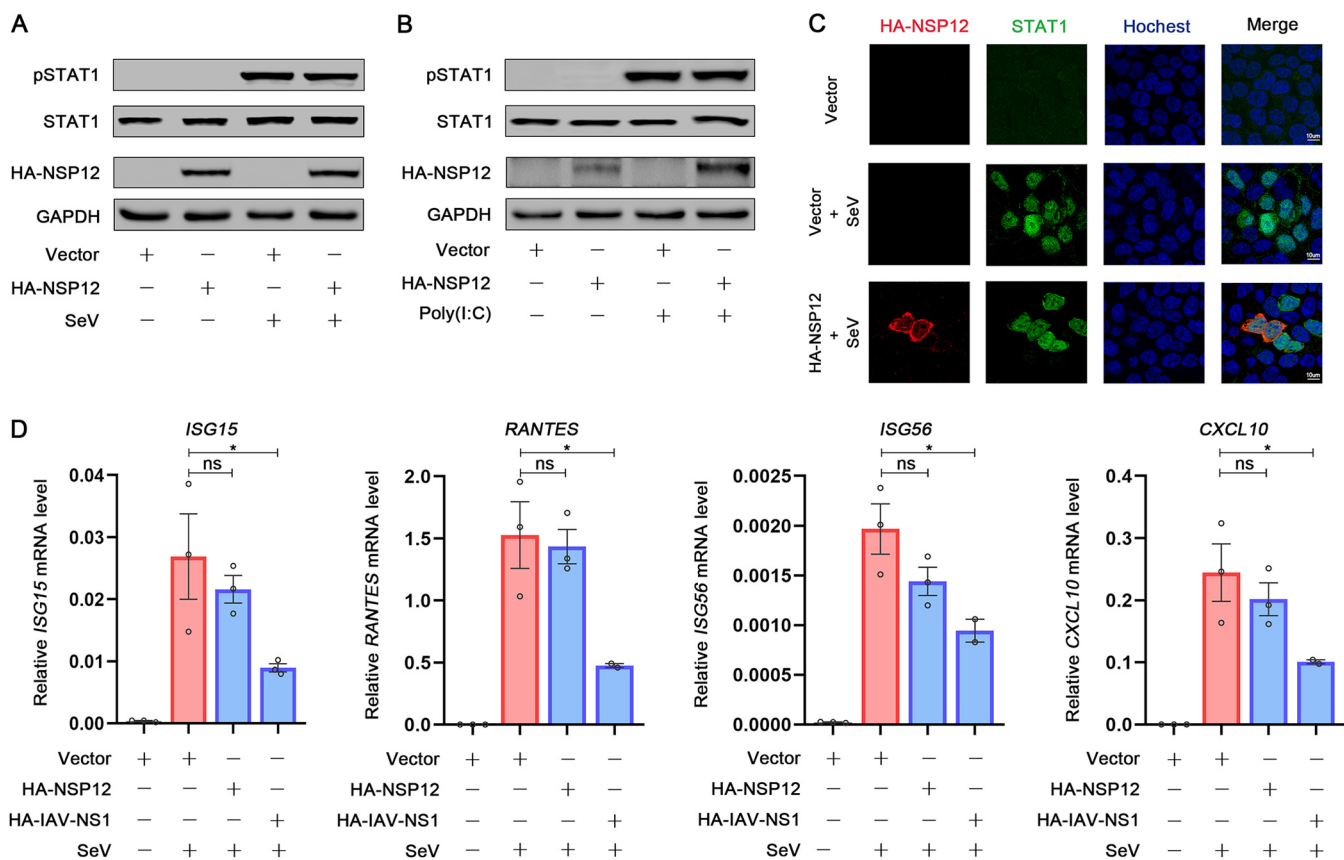 A
pSTAT1
STAT1
HA-NSP12
GAPDH
Vector + − + −
HA-NSP12 − + − +
SeV − − + +
B
pSTAT1
STAT1
HA-NSP12
GAPDH
Vector + − + −
HA-NSP12 − + − +
Poly(I:C) − − + +
C
HA-NSP12 STAT1 Hochest Merge
Vector
10um
Vector
+
SeV
10um
HA-NSP12
+
SeV
10um
D
ISG15
*
ns
Relative ISG15 mRNA level
0.04
0.03
0.02
0.01
0.00
Vector + + − −
HA-NSP12 − − + −
HA-IAV-NS1 − − − +
SeV − + + +
RANTES
*
ns
Relative RANTES mRNA level
2.0
1.5
1.0
0.5
0.0
Vector + + − −
HA-NSP12 − − + −
HA-IAV-NS1 − − − +
SeV − + + +
ISG56
*
ns
Relative ISG56 mRNA level
0.0025
0.0020
0.0015
0.0010
0.0005
0.0000
Vector + + − −
HA-NSP12 − − + −
HA-IAV-NS1 − − − +
SeV − + + +
CXCL10
*
ns
Relative CXCL10 mRNA level
0.4
0.3
0.2
0.1
0.0
Vector + + − −
HA-NSP12 − − + −
HA-IAV-NS1 − − − +
SeV − + + +